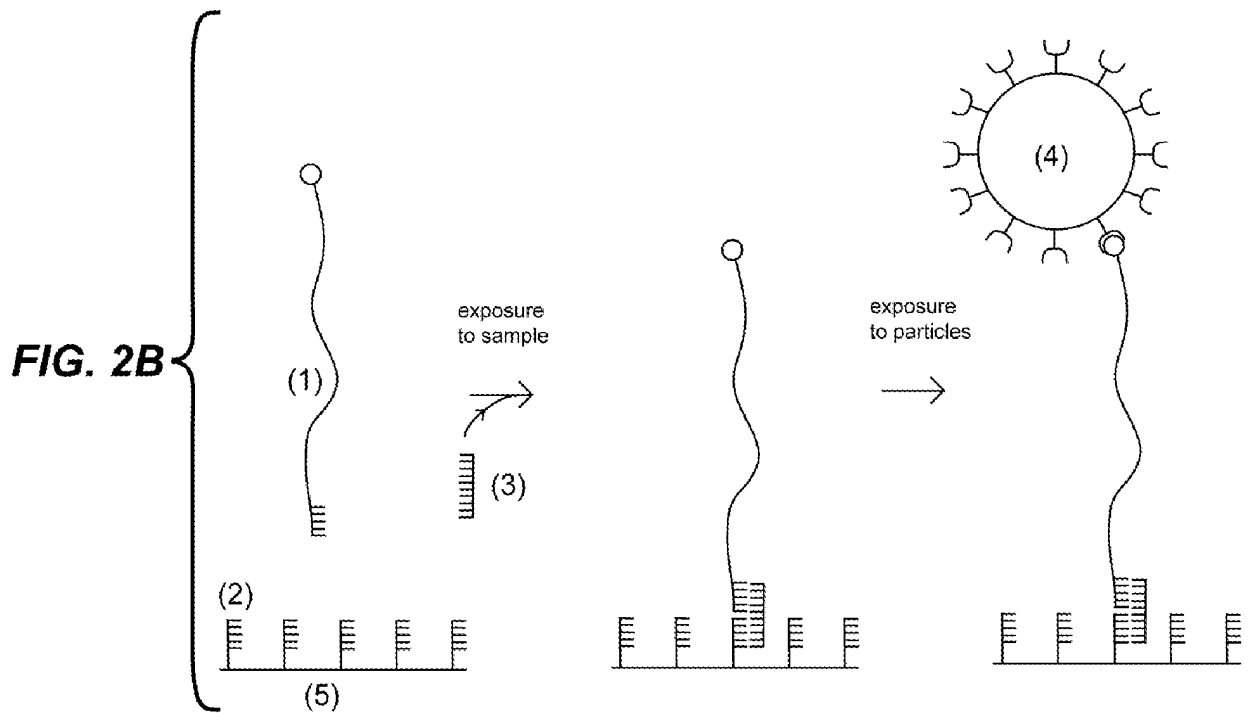 FIG. 2B
(1)
exposure
to sample
(3)
(2)
(5)
exposure
to particles
(4)